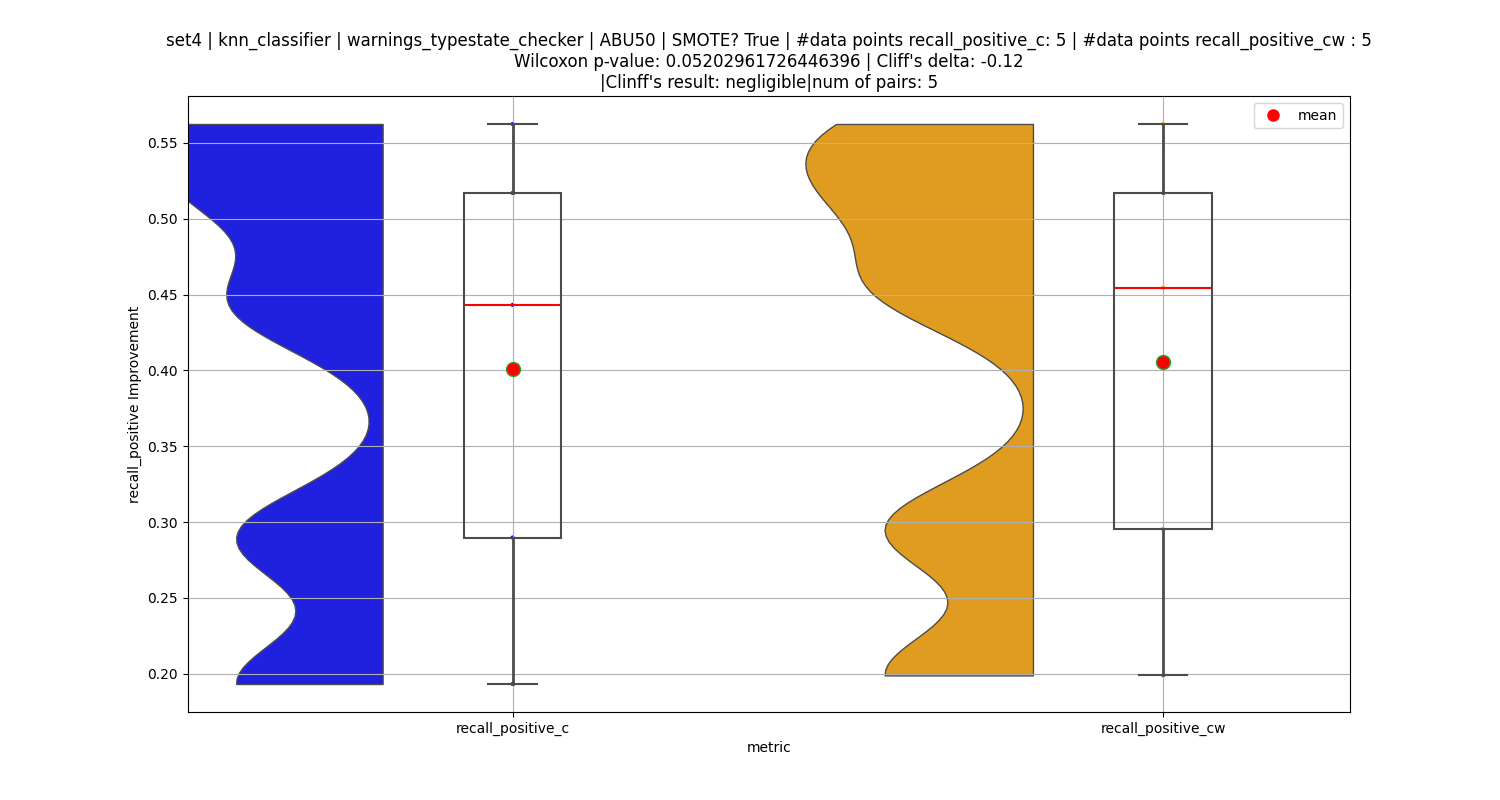 set4 | knn_classifier | warnings_typestate_checker | ABU50 | SMOTE? True | #data points recall_positive_c: 5 | #data points recall_positive_cw : 5
Wilcoxon p-value: 0.05202961726446396 | Cliff's delta: -0.12
|Clinff's result: negligible|num of pairs: 5
mean
0.55
0.50
0.45
0.40
0.35
0.30
0.25
0.20
recall_positive Improvement
recall_positive_c
recall_positive_cw
metric